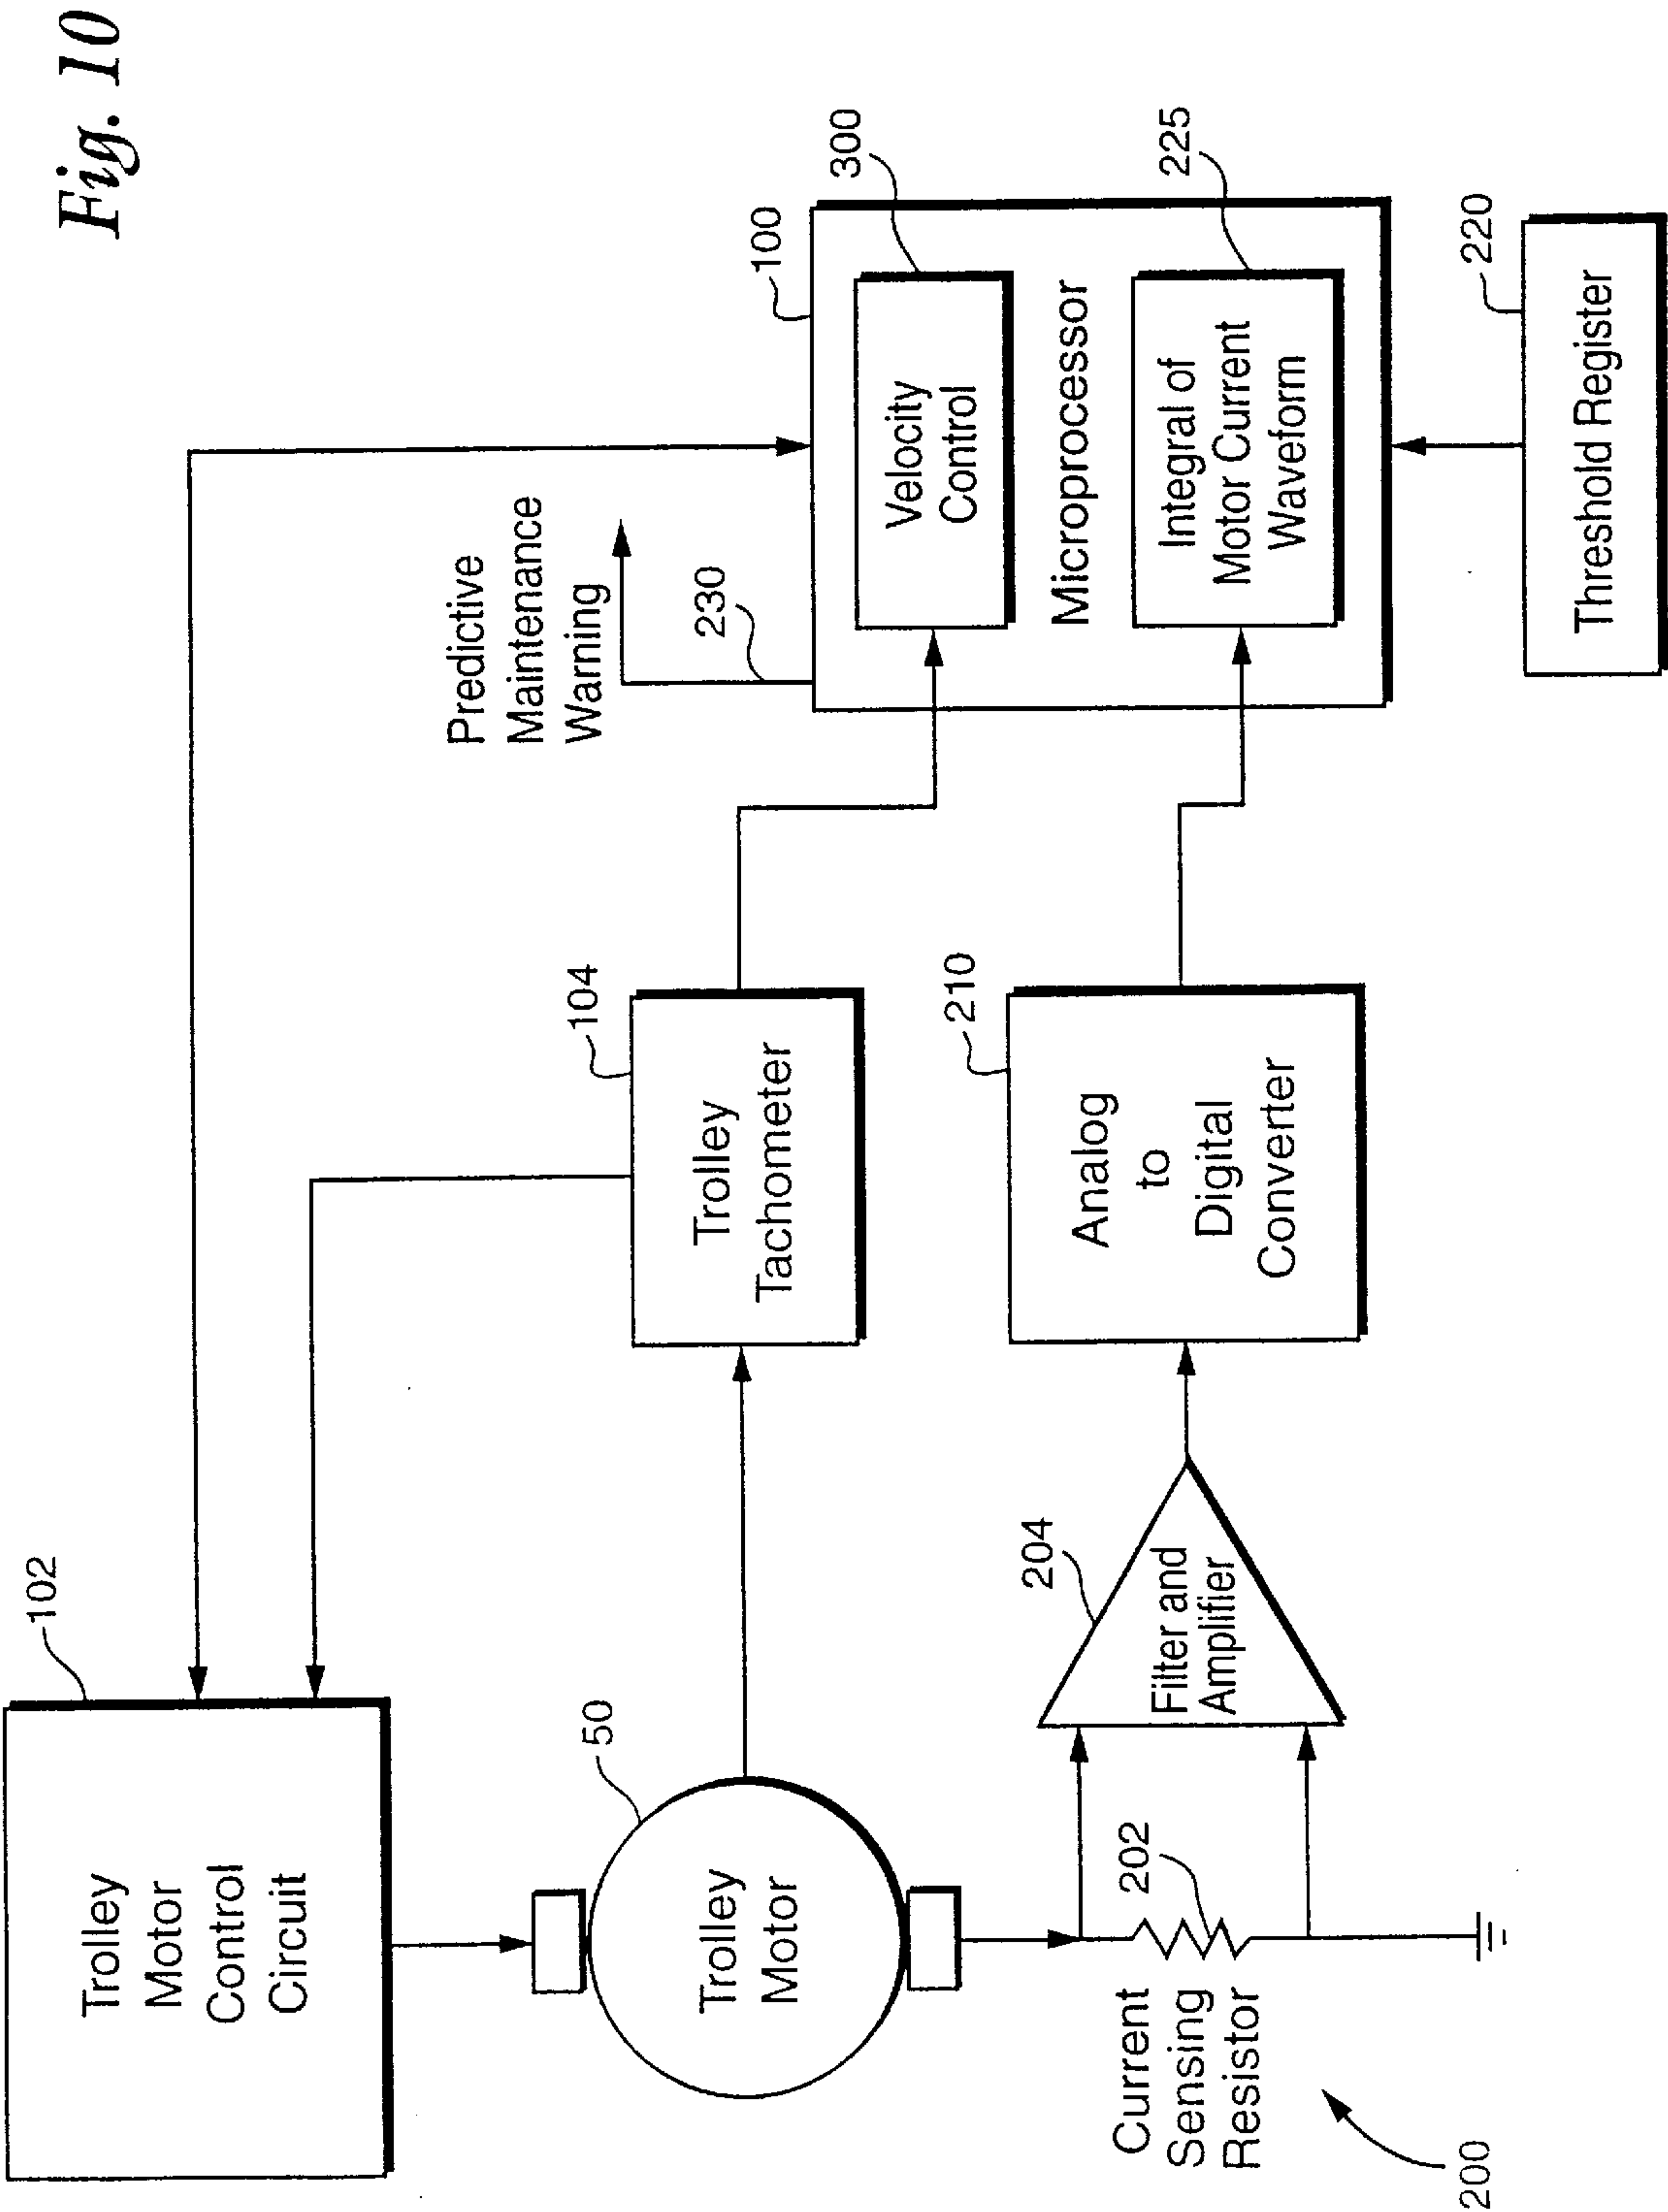 Fig. 10
Trolley
Motor
Control
Circuit
102
Predictive
Maintenance
Warning
230
Trolley
Motor
50
Trolley
Tachometer
104
100
Velocity
Control
300
Microprocessor
Integral of
Motor Current
Waveform
225
Current
Sensing
Resistor
202
Filter and
Amplifier
204
Analog
to
Digital
Converter
210
Threshold Register
220
200